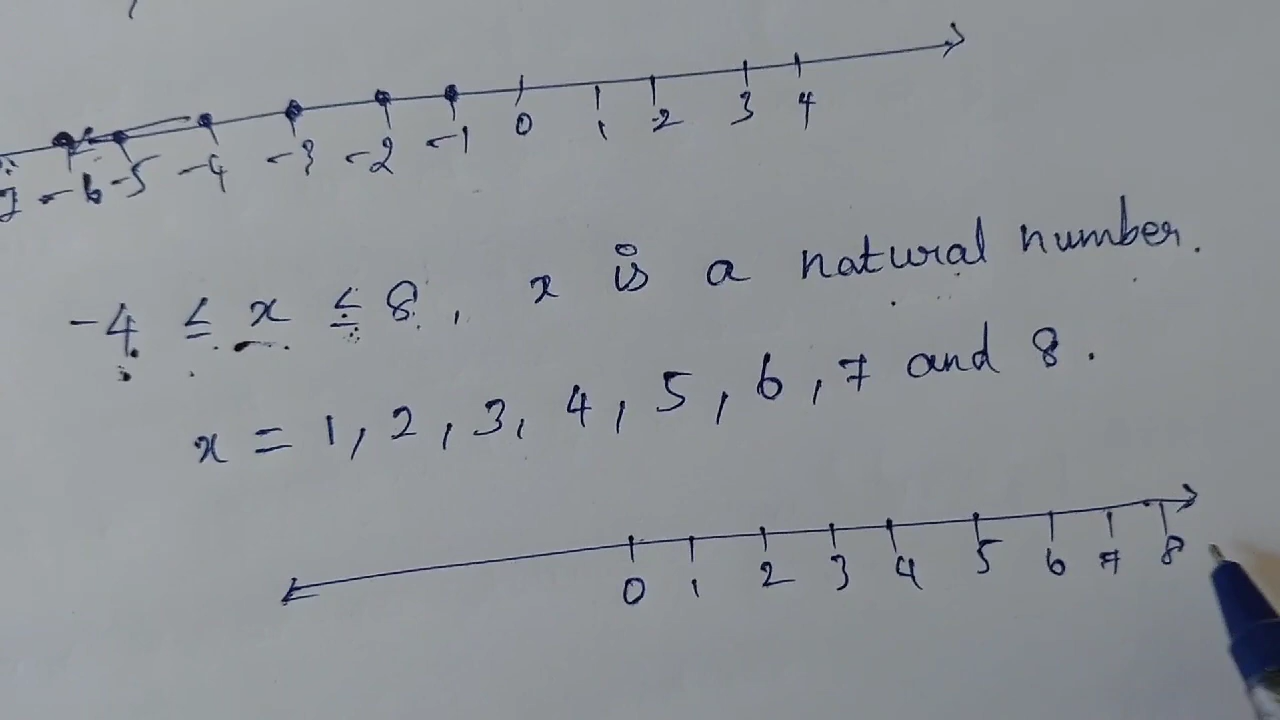 -6 -5 -4 -3 -2 -1 0 1 2 3 4
-4 ≤ x ≤ 8, x is a natural number.
x = 1, 2, 3, 4, 5, 6, 7 and 8.
0 1 2 3 4 5 6 7 8